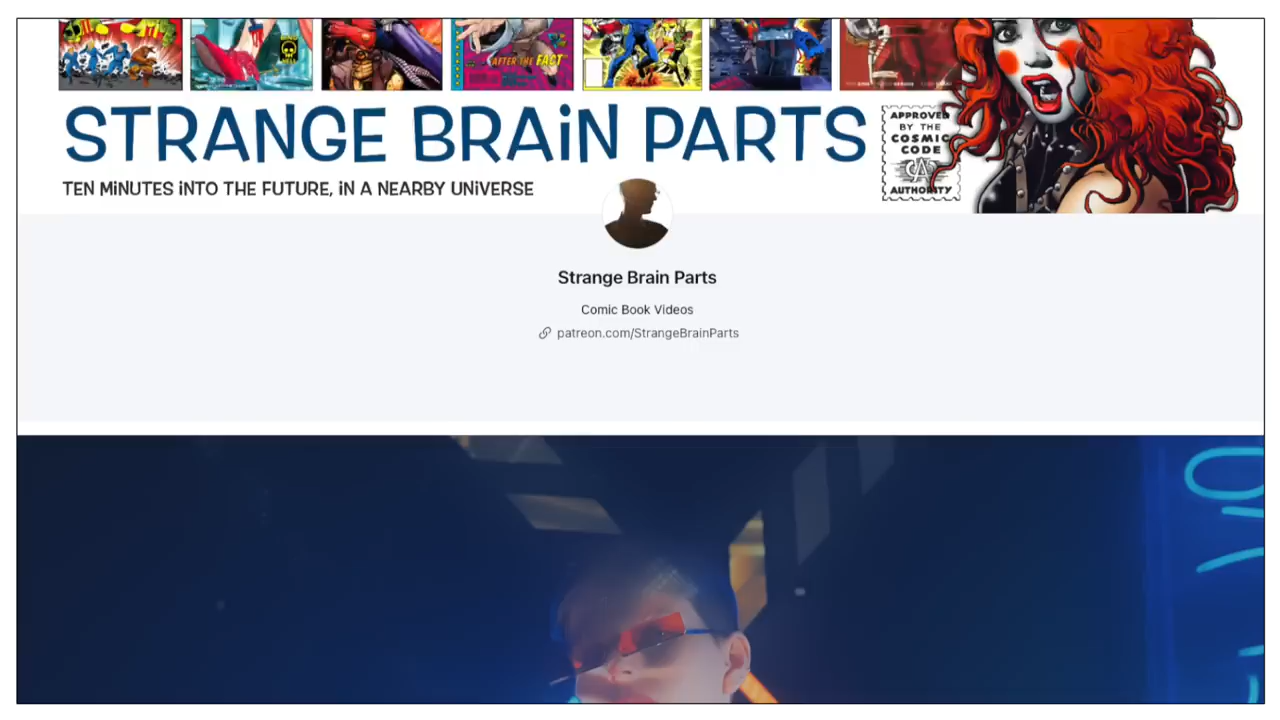 AFTER THE FACT
STRANGE BRAiN PARTS
TEN MiNUTES iNTO THE FUTURE, iN A NEARBY UNiVERSE
APPROVED
BY THE
COSMIC
CODE
CA
AUTHORITY
Strange Brain Parts
Comic Book Videos
patreon.com/StrangeBrainParts